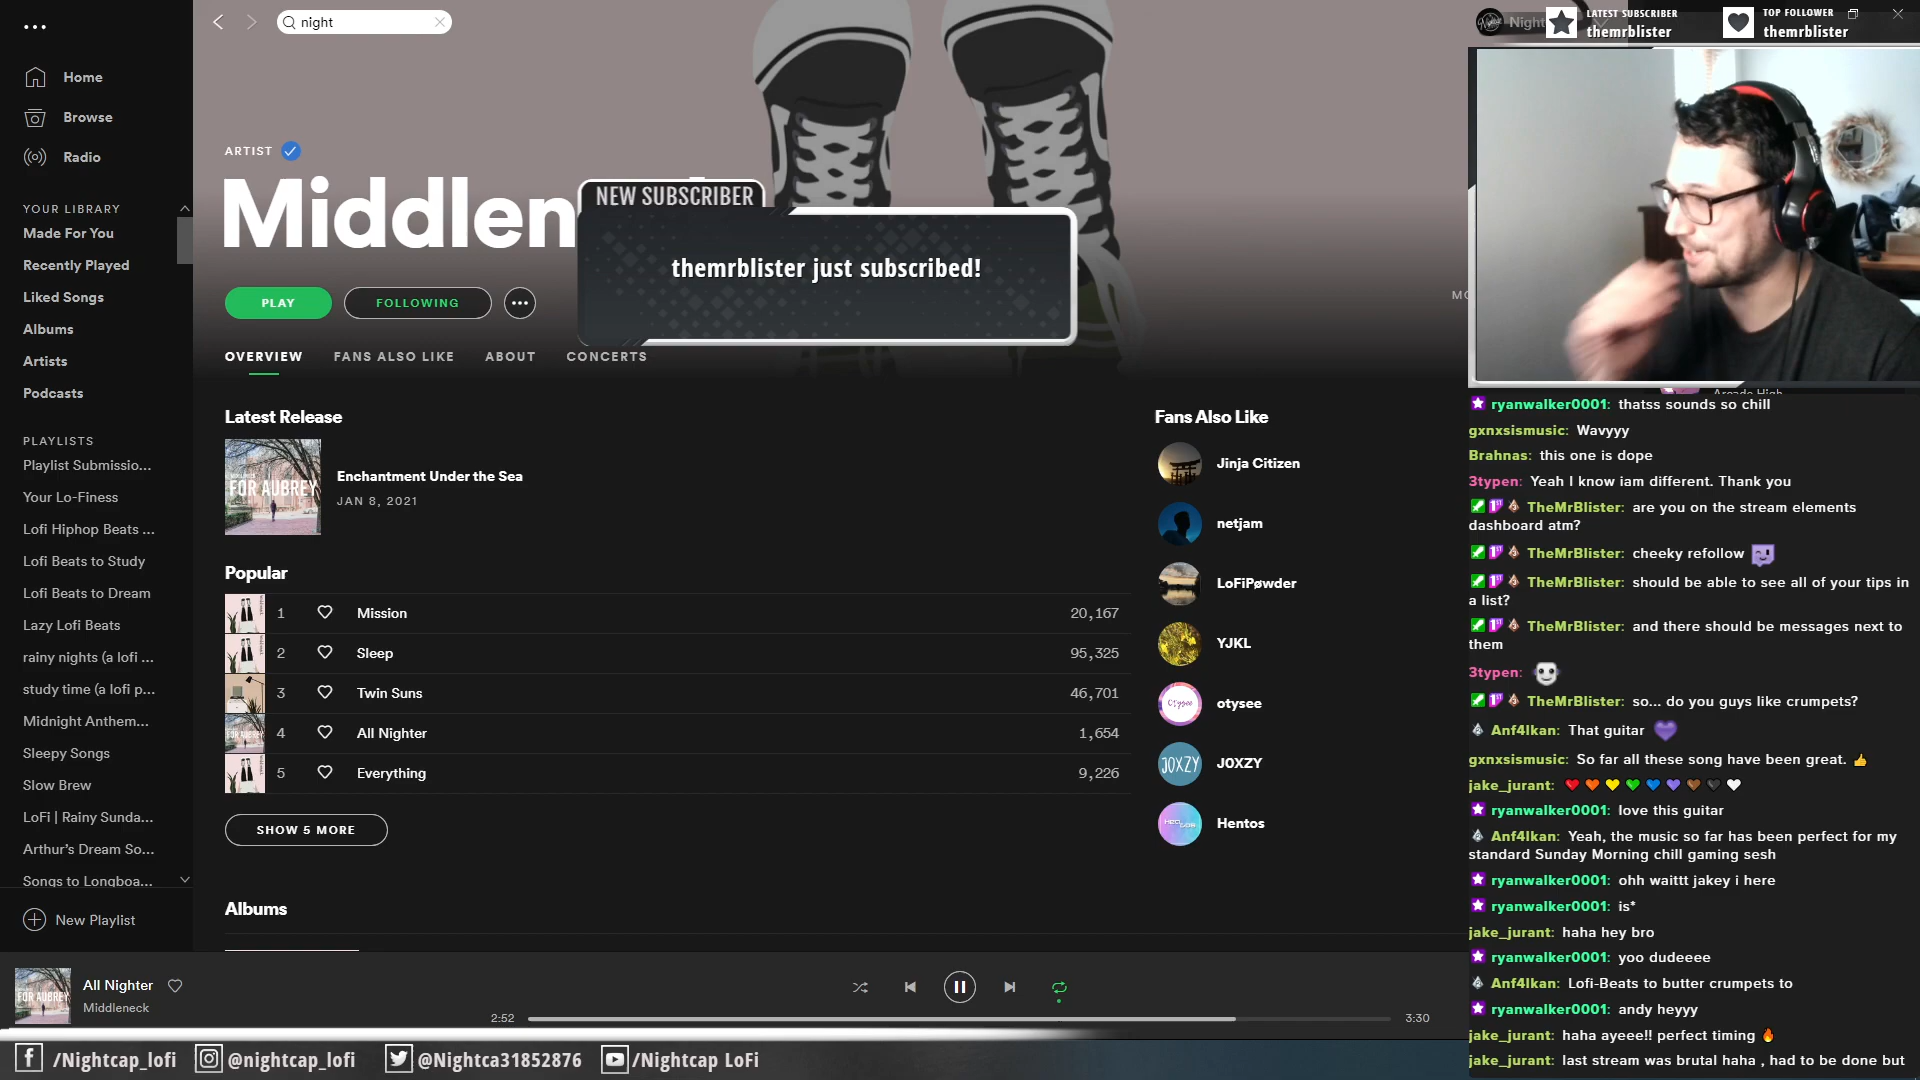 night
Night
LATEST SUBSCRIBER
themrblister
TOP FOLLOWER
themrblister
Home
Browse
Radio
YOUR LIBRARY
Made For You
Recently Played
Liked Songs
Albums
Artists
Podcasts
PLAYLISTS
Playlist Submissio...
Your Lo-Finess
Lofi Hiphop Beats ...
Lofi Beats to Study
Lofi Beats to Dream
Lazy Lofi Beats
rainy nights (a lofi ...
study time (a lofi p...
Midnight Anthem...
Sleepy Songs
Slow Brew
LoFi | Rainy Sunda...
Arthur's Dream So...
Songs to Longboa...
New Playlist
ARTIST
Middlen
NEW SUBSCRIBER
themrblister just subscribed!
PLAY
FOLLOWING
OVERVIEW
FANS ALSO LIKE
ABOUT
CONCERTS
Latest Release
FOR AUBREY
Enchantment Under the Sea
JAN 8, 2021
Popular
1 Mission 20,167
2 Sleep 95,325
3 Twin Suns 46,701
4 All Nighter 1,654
5 Everything 9,226
SHOW 5 MORE
Albums
Fans Also Like
Jinja Citizen
netjam
LoFiPøwder
YJKL
otysee
JOXZY
J0XZY
Hentos
Arcade High
ryanwalker0001: thatss sounds so chill
gxnxsismusic: Wavyyy
Brahnas: this one is dope
3typen: Yeah I know iam different. Thank you
TheMrBlister: are you on the stream elements
dashboard atm?
TheMrBlister: cheeky refollow
TheMrBlister: should be able to see all of your tips in
a list?
TheMrBlister: and there should be messages next to
them
3typen:
TheMrBlister: so... do you guys like crumpets?
Anf4lkan: That guitar 💜
gxnxsismusic: So far all these song have been great. 👍
jake_jurant: ❤️🧡💛💚💙💜🤎🖤🤍
ryanwalker0001: love this guitar
Anf4lkan: Yeah, the music so far has been perfect for my
standard Sunday Morning chill gaming sesh
ryanwalker0001: ohh waittt jakey i here
ryanwalker0001: is*
jake_jurant: haha hey bro
ryanwalker0001: yoo dudeeee
Anf4lkan: Lofi-Beats to butter crumpets to
ryanwalker0001: andy heyyy
jake_jurant: haha ayeee!! perfect timing 🔥
jake_jurant: last stream was brutal haha , had to be done but
FOR AUBREY
All Nighter
Middleneck
2:52
3:30
/Nightcap_lofi
@nightcap_lofi
@Nightca31852876
/Nightcap LoFi